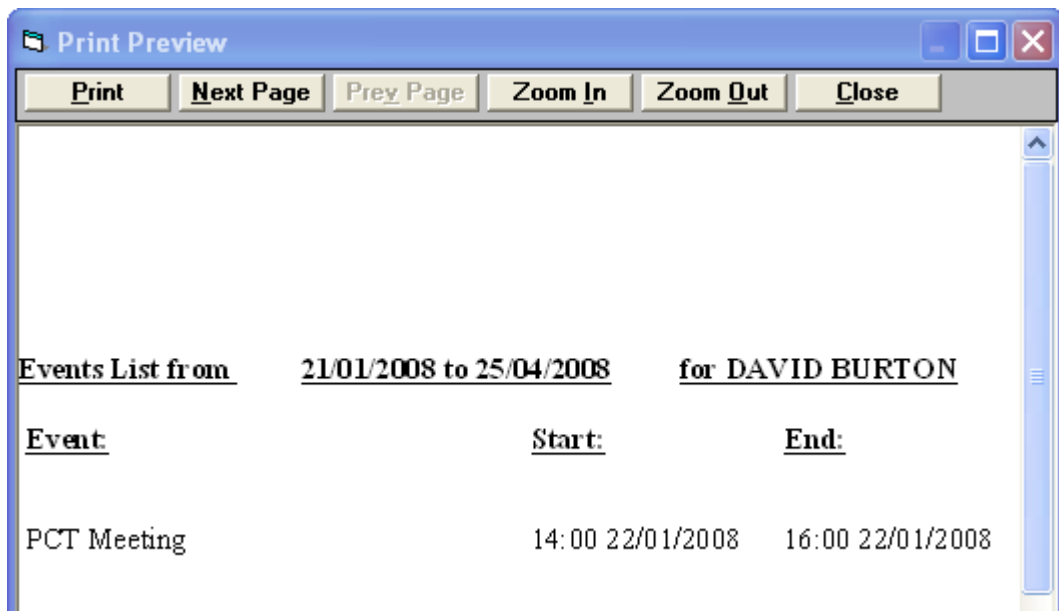 Print Preview
Print Next Page Prev Page Zoom In Zoom Out Close
Events List from 21/01/2008 to 25/04/2008 for DAVID BURTON
Event: Start: End:
PCT Meeting 14:00 22/01/2008 16:00 22/01/2008